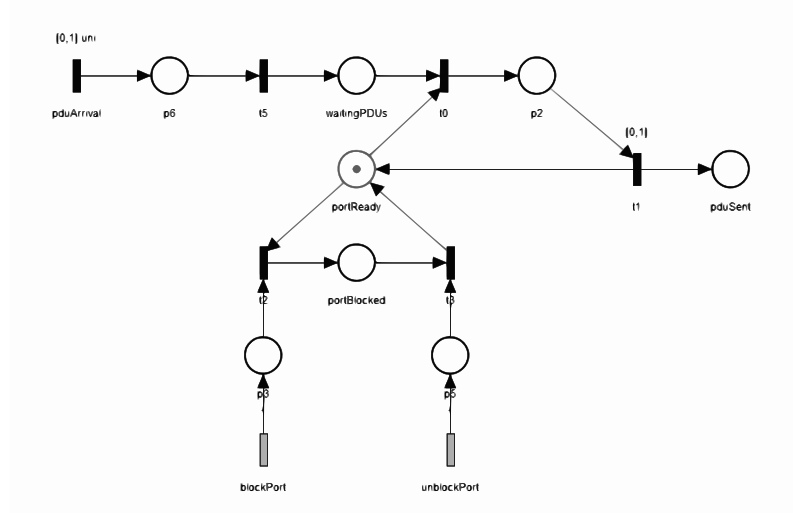 [0,1] uni
pduArrival p6 t5 waitingPDUs t0 p2
[0,1]
portReady t1 pduSent
t2 portBlocked t3
p3 p5
blockPort unblockPort